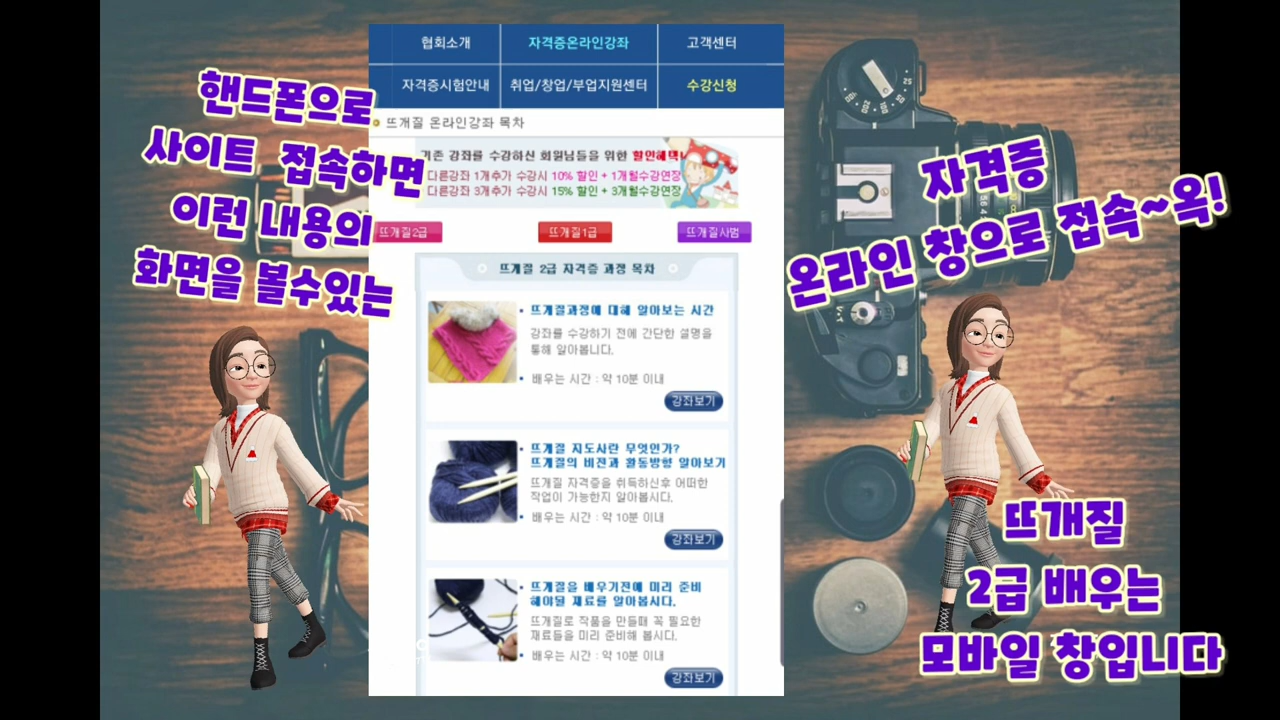 핸드폰으로
사이트 접속하면
이런 내용의
화면을 볼수있는
협회소개
자격증온라인강좌
고객센터
자격증시험안내
취업/창업/부업지원센터
수강신청
뜨개질 온라인강좌 목차
기존 강좌를 수강하신 회원님들을 위한 할인혜택
다른강좌 1개추가 수강시 10% 할인 + 1개월수강연장
다른강좌 3개추가 수강시 15% 할인 + 3개월수강연장
뜨개질2급
뜨개질1급
뜨개질사범
뜨개질 2급 자격증 과정 목차
뜨개질과정에 대해 알아보는 시간
강좌를 수강하기 전에 간단한 설명을
통해 알아봅니다.
배우는 시간 : 약 10분 이내
강좌보기
뜨개질 지도사란 무엇인가?
뜨개질의 비전과 활동방향 알아보기
뜨개질 자격증을 취득하신후 어떠한
작업이 가능한지 알아봅시다.
배우는 시간 : 약 10분 이내
강좌보기
뜨개질을 배우기전에 미리 준비
해야될 재료를 알아봅시다.
뜨개질로 작품을 만들때 꼭 필요한
재료들을 미리 준비해 봅시다.
배우는 시간 : 약 10분 이내
강좌보기
자격증
온라인 창으로 접속~옥!
뜨개질
2급 배우는
모바일 창입니다